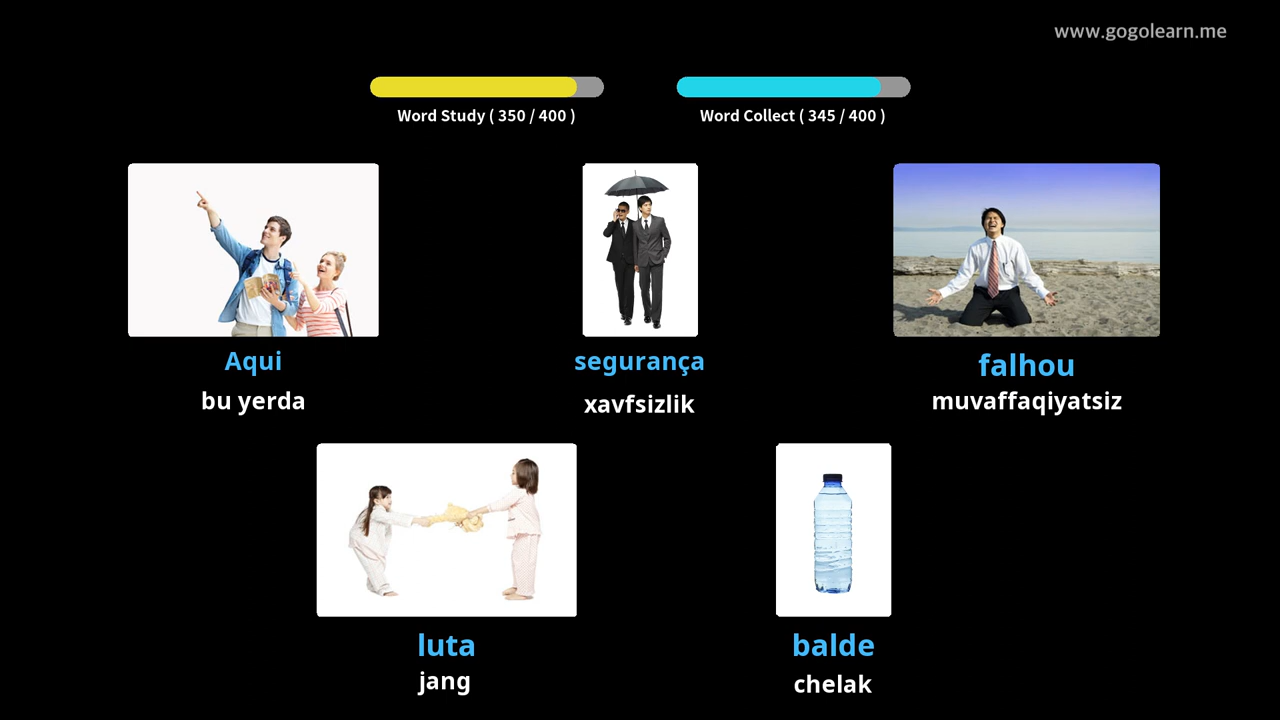 www.gogolearn.me
Word Study ( 350 / 400 )
Word Collect ( 345 / 400 )
Aqui
segurança
falhou
bu yerda
xavfsizlik
muvaffaqiyatsiz
luta
balde
jang
chelak